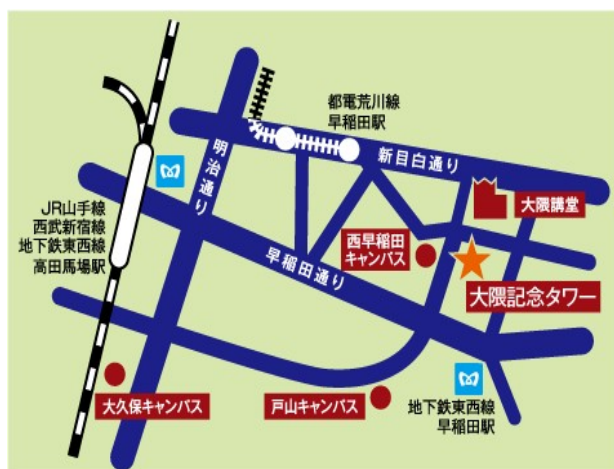 都電荒川線
早稲田駅
新目白通り
明治通り
大隈講堂
JR山手線
西武新宿線
地下鉄東西線
高田馬場駅
西早稲田
キャンパス
早稲田通り
大隈記念タワー
大久保キャンパス
戸山キャンパス
地下鉄東西線
早稲田駅